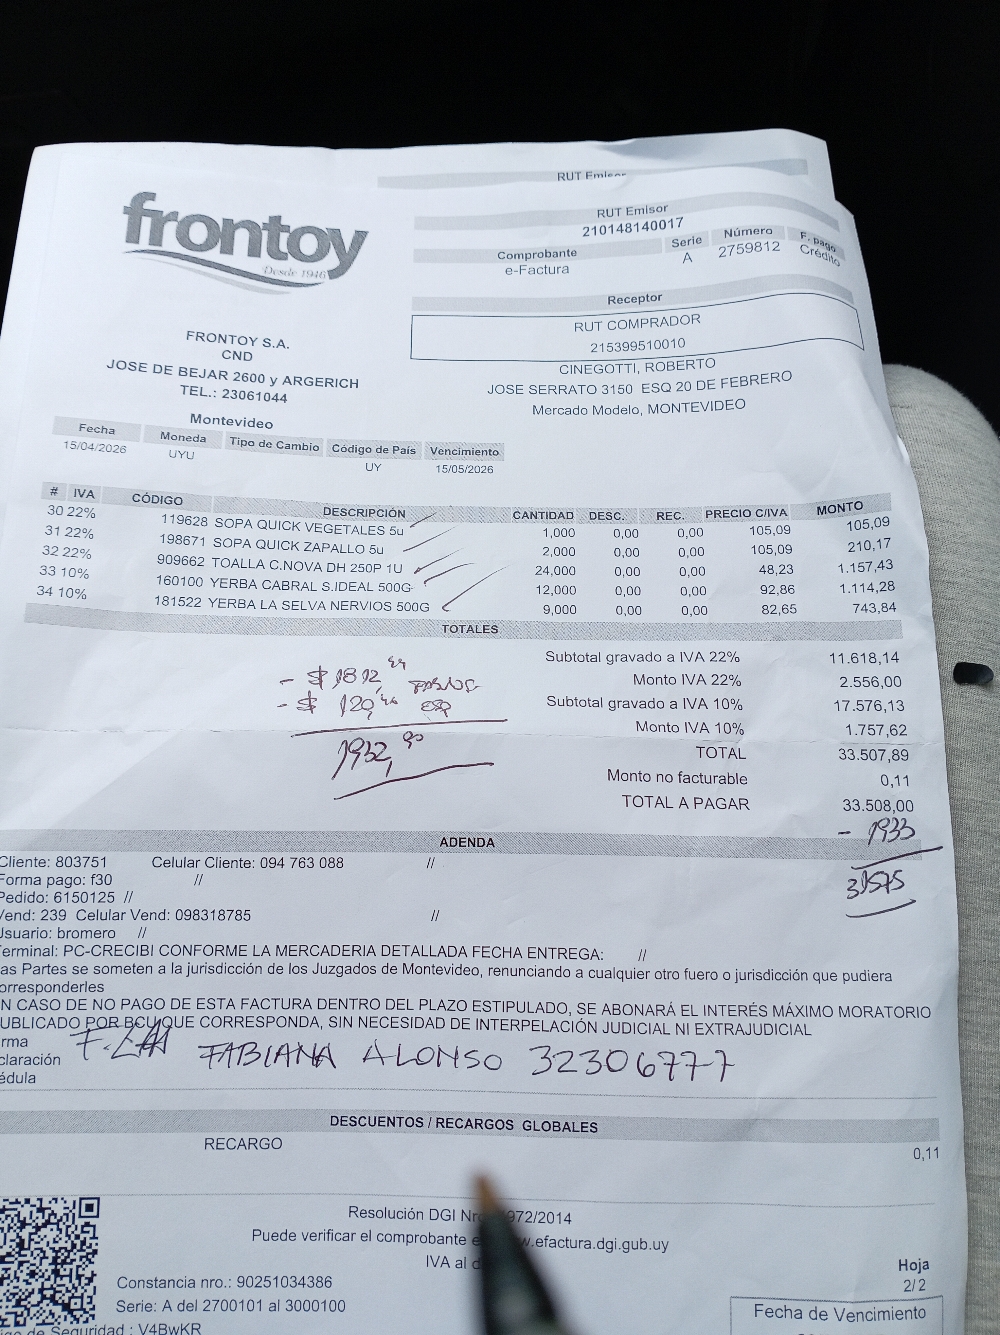 RUT Emisor
frontoy
Desde 1946
RUT Emisor
210148140017
Comprobante Serie Número F. pago
e-Factura A 2759812 Crédito
Receptor
RUT COMPRADOR
215399510010
CINEGOTTI, ROBERTO
JOSE SERRATO 3150 ESQ 20 DE FEBRERO
Mercado Modelo, MONTEVIDEO
FRONTOY S.A.
CND
JOSE DE BEJAR 2600 y ARGERICH
TEL.: 23061044
Montevideo
Fecha Moneda Tipo de Cambio Código de País Vencimiento
15/04/2026 UYU UY 15/05/2026
# IVA CÓDIGO DESCRIPCIÓN CANTIDAD DESC. REC. PRECIO C/IVA MONTO
30 22% 119628 SOPA QUICK VEGETALES 5u 1,000 0,00 0,00 105,09 105,09
31 22% 198671 SOPA QUICK ZAPALLO 5u 2,000 0,00 0,00 105,09 210,17
32 22% 909662 TOALLA C.NOVA DH 250P 1U 24,000 0,00 0,00 48,23 1.157,43
33 10% 160100 YERBA CABRAL S.IDEAL 500G 12,000 0,00 0,00 92,86 1.114,28
34 10% 181522 YERBA LA SELVA NERVIOS 500G 9,000 0,00 0,00 82,65 743,84
TOTALES
Subtotal gravado a IVA 22% 11.618,14
Monto IVA 22% 2.556,00
Subtotal gravado a IVA 10% 17.576,13
Monto IVA 10% 1.757,62
TOTAL 33.507,89
Monto no facturable 0,11
TOTAL A PAGAR 33.508,00
- $ 1812
- $ 120,46
1932,90
- 1933
31575
ADENDA
Cliente: 803751 Celular Cliente: 094 763 088 //
Forma pago: f30 //
Pedido: 6150125 //
Vend: 239 Celular Vend: 098318785 //
Usuario: bromero //
erminal: PC-CRECIBI CONFORME LA MERCADERIA DETALLADA FECHA ENTREGA: //
as Partes se someten a la jurisdicción de los Juzgados de Montevideo, renunciando a cualquier otro fuero o jurisdicción que pudiera
orresponderles
N CASO DE NO PAGO DE ESTA FACTURA DENTRO DEL PLAZO ESTIPULADO, SE ABONARÁ EL INTERÉS MÁXIMO MORATORIO
UBLICADO POR BCU QUE CORRESPONDA, SIN NECESIDAD DE INTERPELACIÓN JUDICIAL NI EXTRAJUDICIAL
rma
claración FABIANA ALONSO 32306777
édula
DESCUENTOS / RECARGOS GLOBALES
RECARGO 0,11
Resolución DGI Nro 972/2014
Puede verificar el comprobante e w.efactura.dgi.gub.uy
IVA al d
Constancia nro.: 90251034386
Serie: A del 2700101 al 3000100
igo de Seguridad : V4BwKR
Hoja
2/2
Fecha de Vencimiento